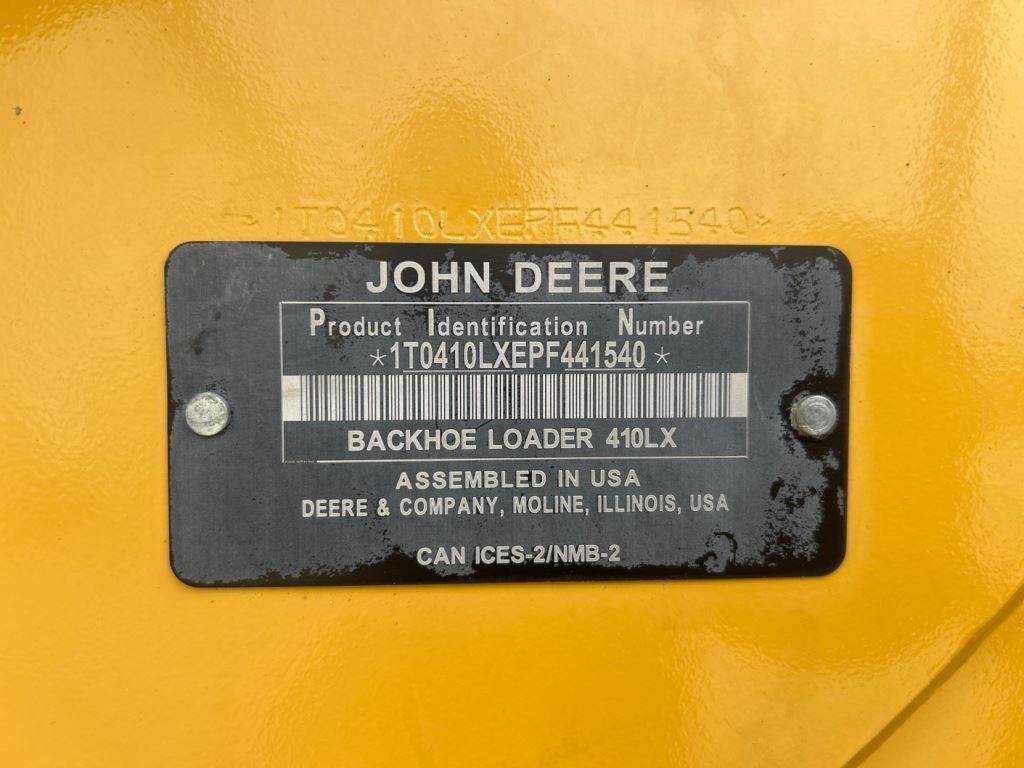 *1T0410LXEPF441540*
JOHN DEERE
Product Identification Number
*1T0410LXEPF441540*
BACKHOE LOADER 410LX
ASSEMBLED IN USA
DEERE & COMPANY, MOLINE, ILLINOIS, USA
CAN ICES-2/NMB-2